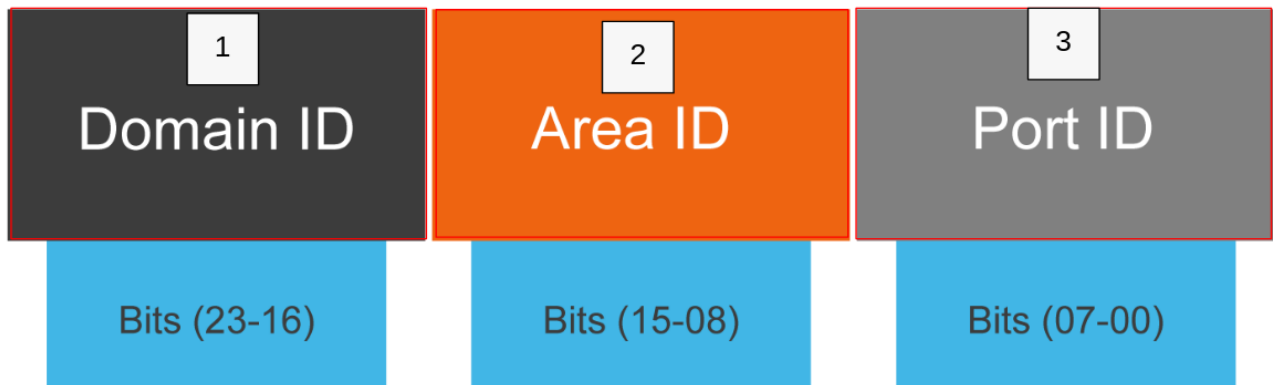 1
2
3
Domain ID
Area ID
Port ID
Bits (23-16)
Bits (15-08)
Bits (07-00)